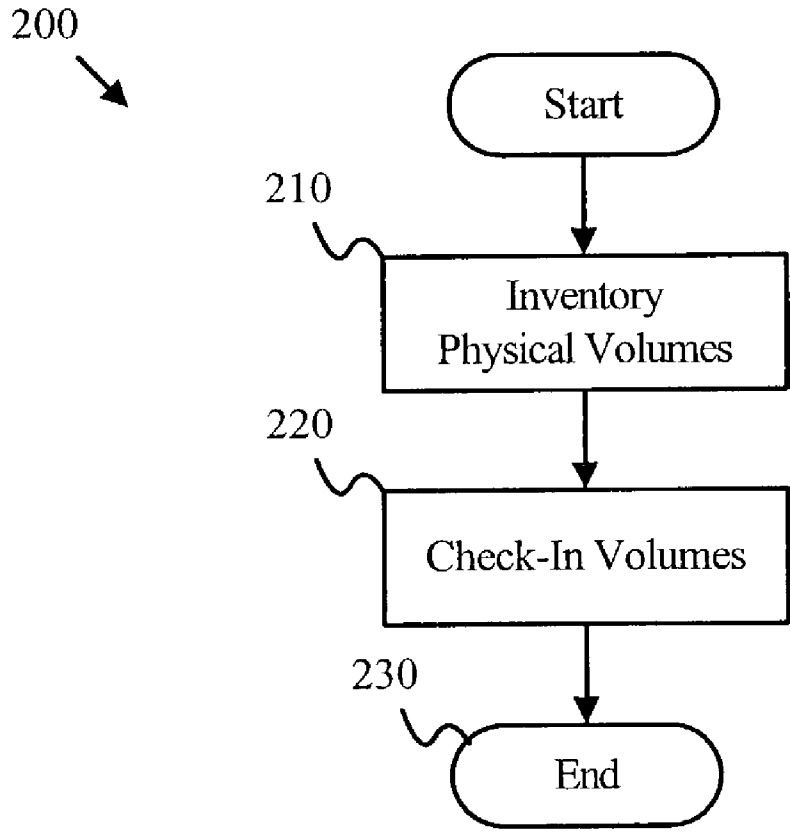 200
Start
210
Inventory
Physical Volumes
220
Check-In Volumes
230
End